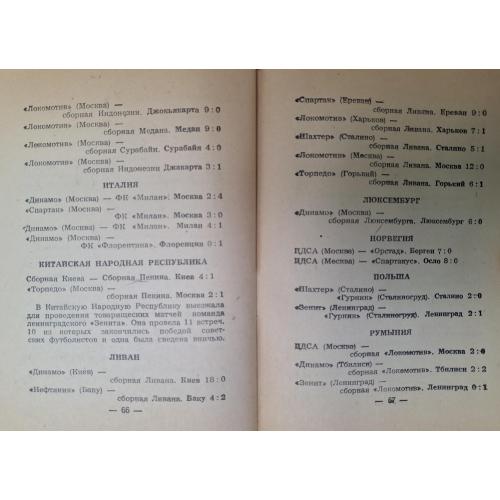 «Локомотив» (Москва) —
сборная Индонезии. Джокьякарта 9 : 0
«Локомотив» (Москва) —
сборная Медана. Медан 9 : 0
«Локомотив» (Москва) —
сборная Сурабайи. Сурабайя 4 : 0
«Локомотив» (Москва) —
сборная Индонезии Джакарта 3 : 1
ИТАЛИЯ
«Динамо» (Москва) — ФК «Милан». Москва 2 : 4
«Спартак» (Москва) —
ФК «Милан». Москва 3 : 0
«Динамо» (Москва) — ФК «Милан». Милан 4 : 1
«Динамо» (Москва) —
ФК «Флорентина». Флоренция 0 : 1
КИТАЙСКАЯ НАРОДНАЯ РЕСПУБЛИКА
Сборная Киева — Сборная Пекина. Киев 4 : 1
«Торпедо» (Москва) —
сборная Пекина. Москва 2 : 1
В Китайскую Народную Республику выезжала
для проведения товарищеских матчей команда
ленинградского «Зенита». Она провела 11 встреч,
10 из которых закончились победой совет-
ских футболистов и одна была сведена вничью.
ЛИВАН
«Динамо» (Киев) —
сборная Ливана. Киев 18 : 0
«Нефтяник» (Баку) —
сборная Ливана. Баку 4 : 2
— 66 —
«Спартак» (Ереван) —
сборная Ливана. Ереван 9 : 0
«Локомотив» (Харьков) —
сборная Ливана. Харьков 7 : 1
«Шахтер» (Сталино) —
сборная Ливана. Сталино 5 : 1
«Локомотив» (Москва) —
сборная Ливана. Москва 12 : 0
«Торпедо» (Горький) —
сборная Ливана. Горький 6 : 1
ЛЮКСЕМБУРГ
«Динамо» (Москва) —
сборная Люксембурга. Люксембург 6 : 0
НОРВЕГИЯ
ЦДСА (Москва) — «Орстад». Берген 7 : 0
ЦДСА (Москва) — «Спартакус». Осло 8 : 0
ПОЛЬША
«Шахтер» (Сталино) —
«Гурник» (Сталиногруд). Сталино 2 : 0
«Зенит» (Ленинград) —
«Гурник» (Сталиногруд). Ленинград 2 : 1
РУМЫНИЯ
ЦДСА (Москва) —
сборная «Локомотив». Москва 2 : 0
«Динамо» (Тбилиси) —
сборная «Локомотив». Тбилиси 2 : 2
«Зенит» (Ленинград) —
сборная «Локомотив». Ленинград 0 : 1
— 67 —